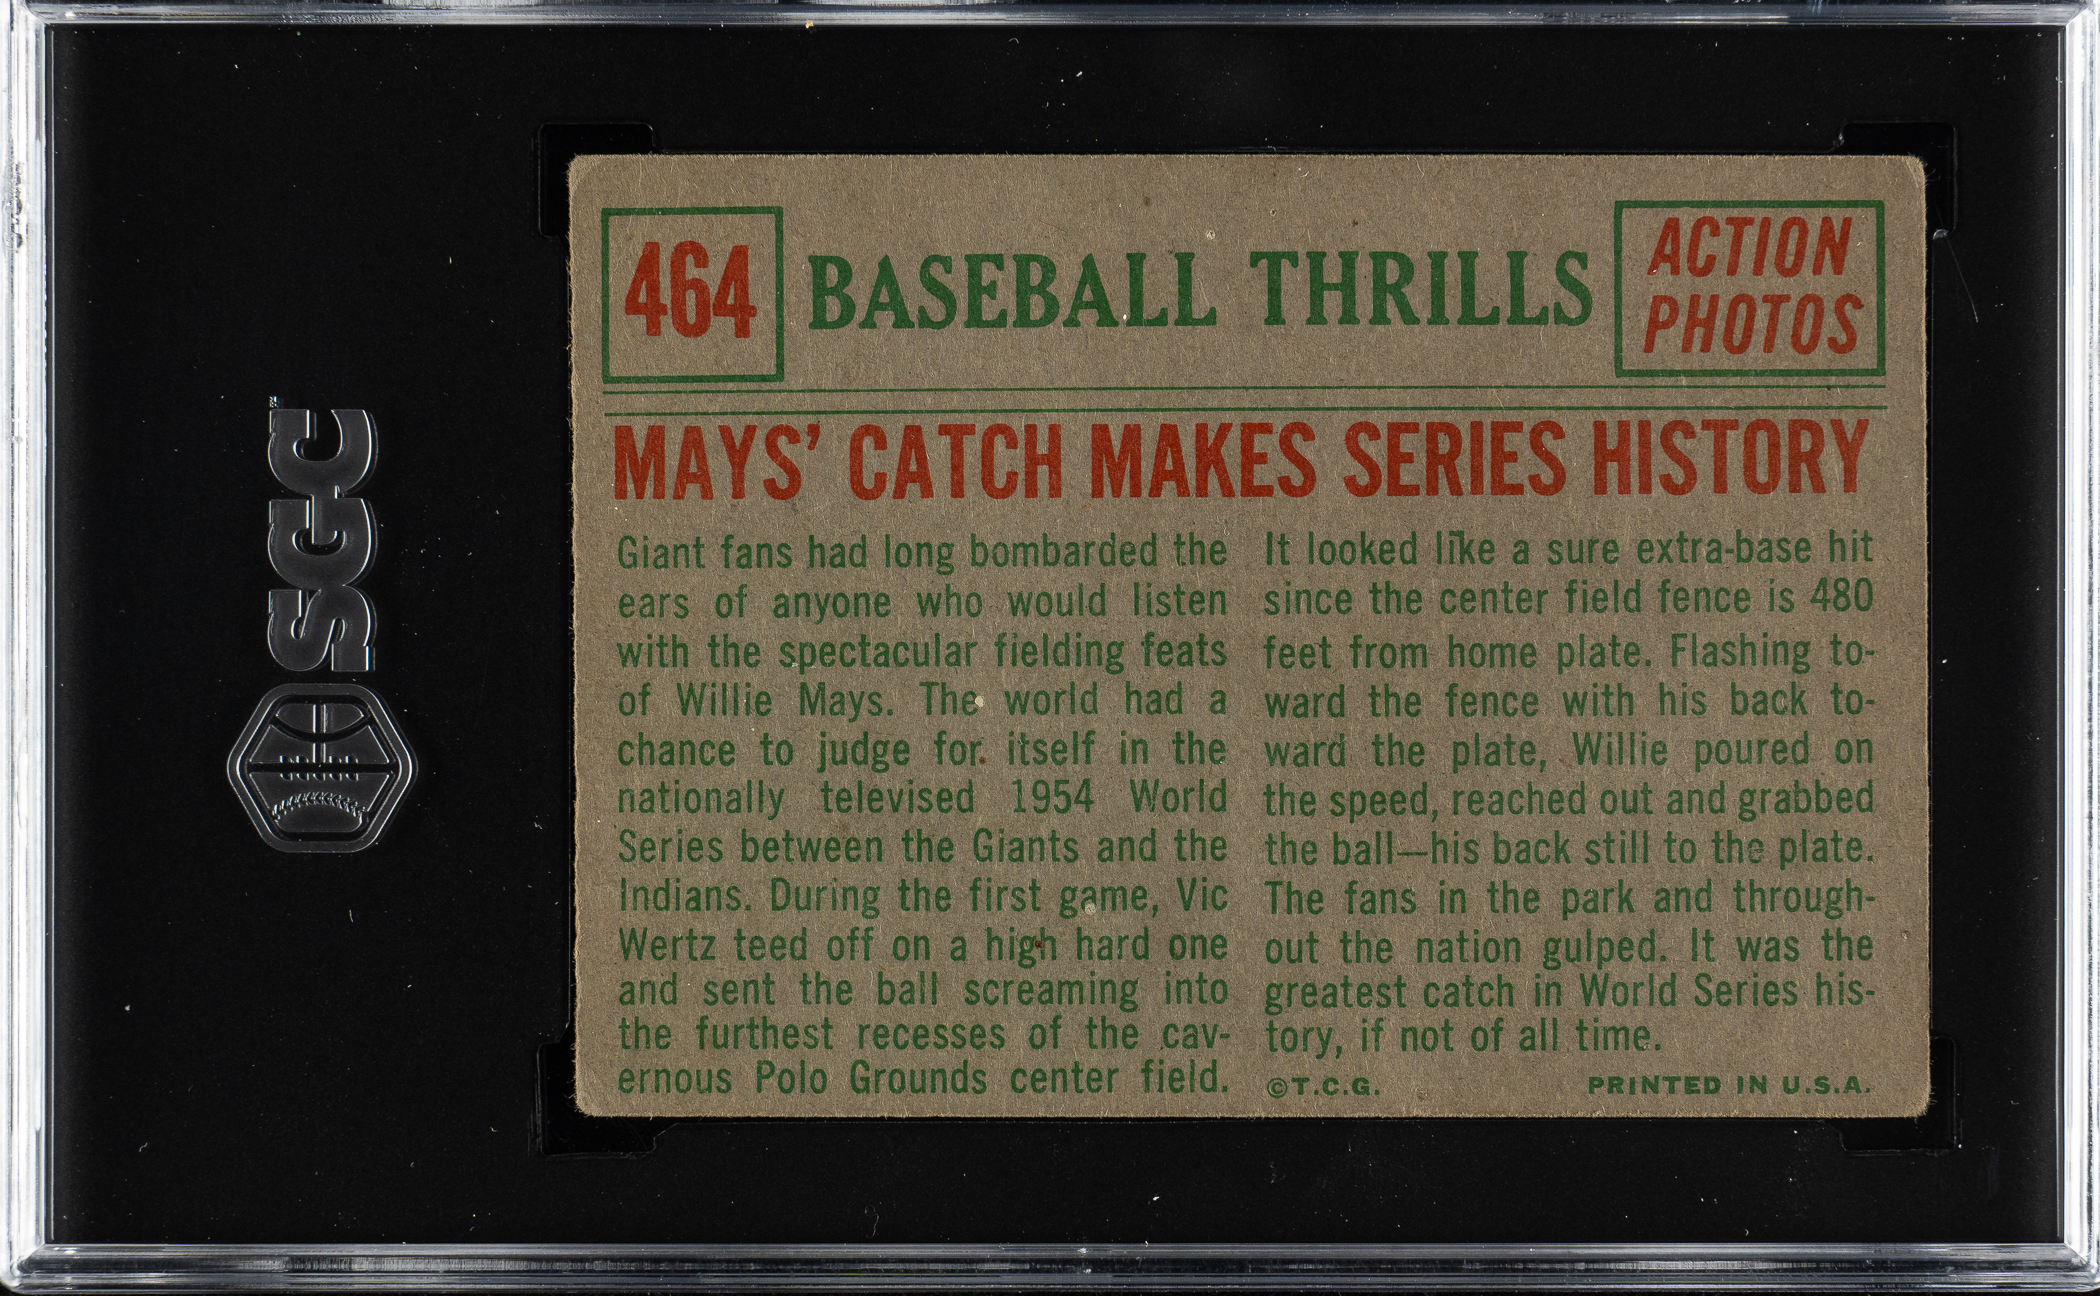 464
BASEBALL THRILLS
ACTION
PHOTOS
MAYS' CATCH MAKES SERIES HISTORY
Giant fans had long bombarded the
ears of anyone who would listen
with the spectacular fielding feats
of Willie Mays. The world had a
chance to judge for itself in the
nationally televised 1954 World
Series between the Giants and the
Indians. During the first game, Vic
Wertz teed off on a high hard one
and sent the ball screaming into
the furthest recesses of the cav-
ernous Polo Grounds center field.
It looked like a sure extra-base hit
since the center field fence is 480
feet from home plate. Flashing to-
ward the fence with his back to-
ward the plate, Willie poured on
the speed, reached out and grabbed
the ball—his back still to the plate.
The fans in the park and through-
out the nation gulped. It was the
greatest catch in World Series his-
tory, if not of all time.
©T.C.G.
PRINTED IN U.S.A.
SGC™